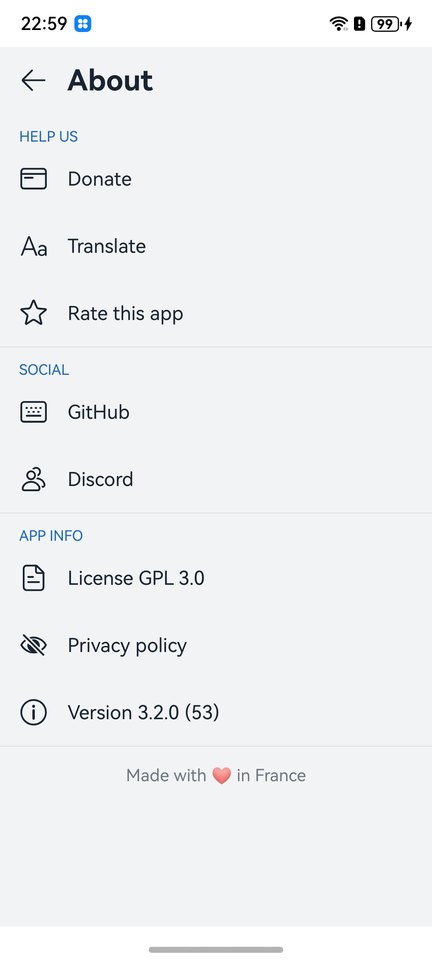 22:59
99
About
HELP US
Donate
Aa
Translate
Rate this app
SOCIAL
GitHub
Discord
APP INFO
License GPL 3.0
Privacy policy
Version 3.2.0 (53)
Made with ❤️ in France